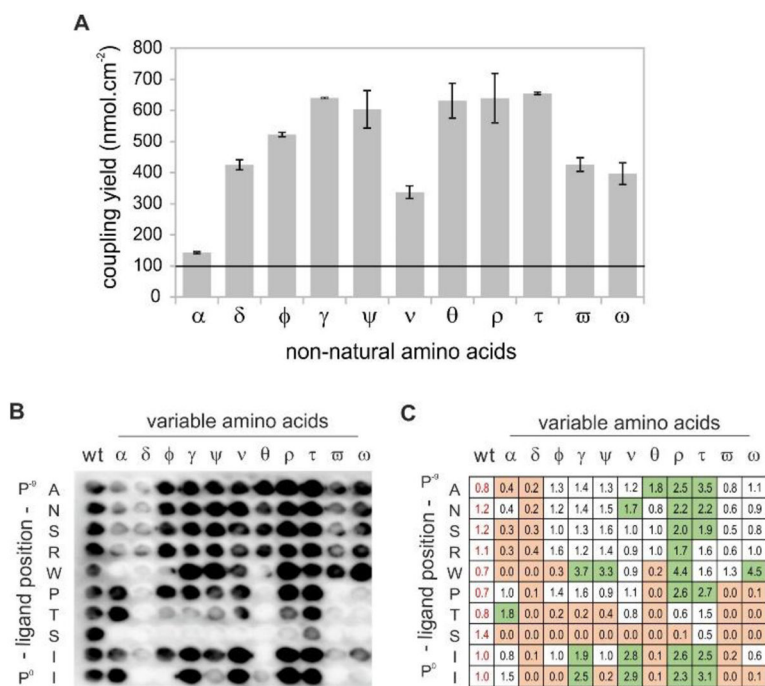 A
coupling yield (nmol.cm⁻²)
800
700
600
500
400
300
200
100
0
α δ ϕ γ ψ ν θ ρ τ ϖ ω
non-natural amino acids
B
variable amino acids
wt α δ ϕ γ ψ ν θ ρ τ ϖ ω
P⁻⁹ - ligand position - P⁰
A
N
S
R
W
P
T
S
I
I
C
variable amino acids
wt α δ ϕ γ ψ ν θ ρ τ ϖ ω
P⁻⁹ - ligand position - P⁰
A 0.8 0.4 0.2 1.3 1.4 1.3 1.2 1.8 2.5 3.5 0.8 1.1
N 1.2 0.4 0.2 1.2 1.4 1.5 1.7 0.8 2.2 2.2 0.6 0.9
S 1.2 0.3 0.3 1.0 1.3 1.6 1.0 1.0 2.0 1.9 0.5 0.8
R 1.1 0.3 0.4 1.6 1.2 1.4 0.9 1.0 1.7 1.6 0.6 1.0
W 0.7 0.0 0.0 0.3 3.7 3.3 0.9 0.2 4.4 1.6 1.3 4.5
P 0.7 1.0 0.1 1.4 1.6 0.9 1.1 0.1 2.6 2.7 0.0 0.1
T 0.8 1.8 0.0 0.2 0.2 0.4 0.8 0.0 0.6 1.5 0.0 0.0
S 1.4 0.0 0.0 0.0 0.0 0.0 0.0 0.0 0.1 0.5 0.0 0.0
I 1.0 0.8 0.1 1.0 1.9 1.0 2.8 0.1 2.6 2.5 0.2 0.6
I 1.0 1.5 0.0 0.0 2.5 0.2 2.9 0.1 2.3 3.1 0.0 0.1